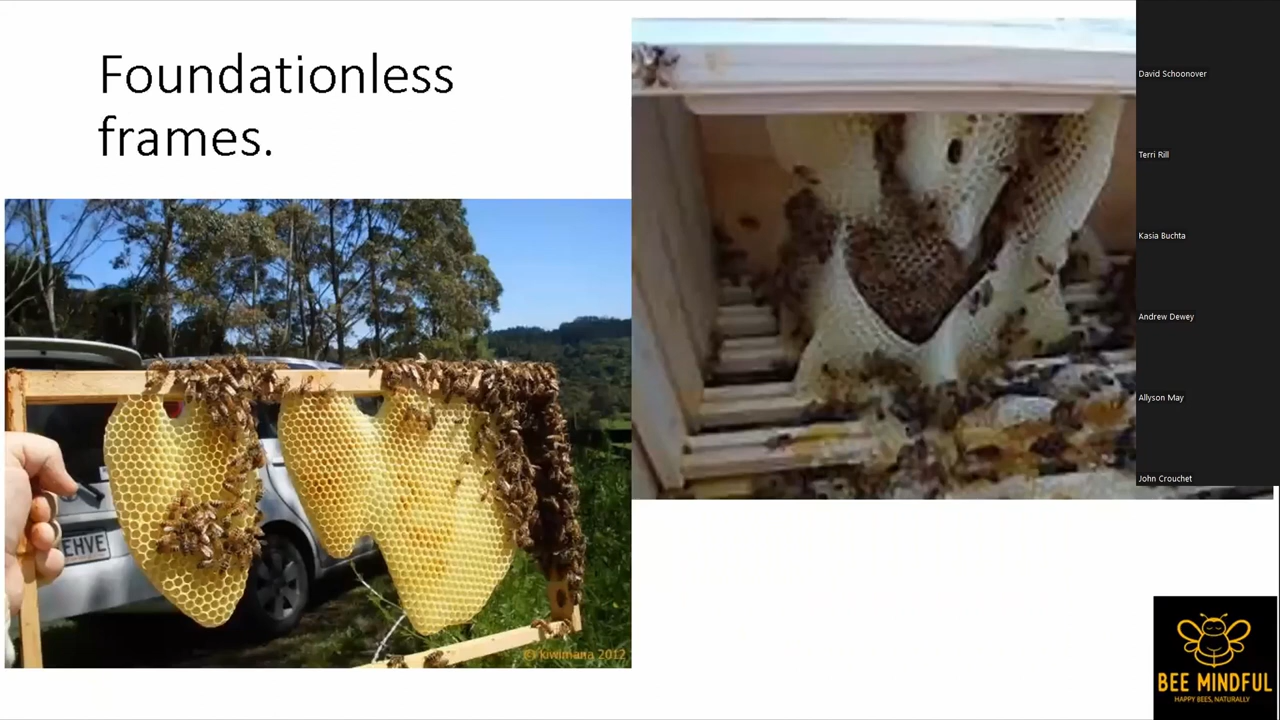 Foundationless
frames.
David Schoonover
Terri Rill
Kasia Buchta
Andrew Dewey
Allyson May
John Crouchet
EHVE
© kiwimana 2012
BEE MINDFUL
HAPPY BEES, NATURALLY